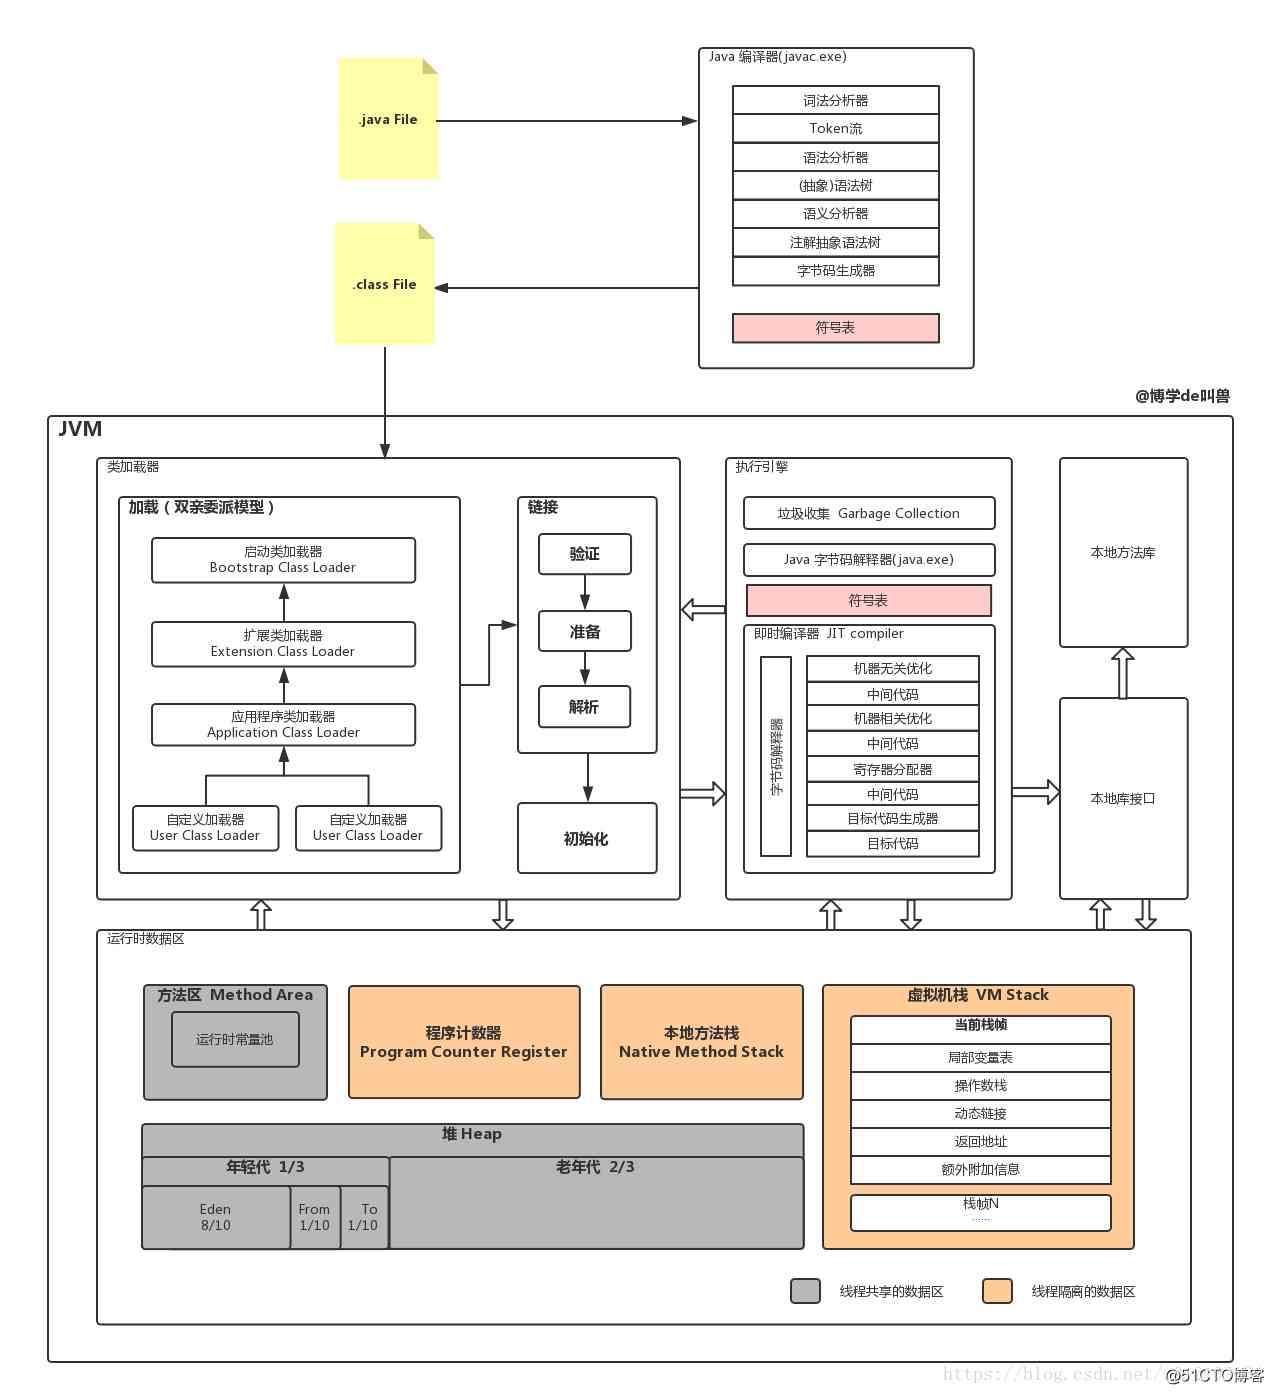 Java 编译器(javac.exe)
.java File
词法分析器
Token流
语法分析器
(抽象)语法树
语义分析器
注解抽象语法树
字节码生成器
符号表
.class File
@博学de叫兽
JVM
类加载器
加载（双亲委派模型）
启动类加载器
Bootstrap Class Loader
扩展类加载器
Extension Class Loader
应用程序类加载器
Application Class Loader
自定义加载器
User Class Loader
自定义加载器
User Class Loader
链接
验证
准备
解析
初始化
执行引擎
垃圾收集 Garbage Collection
Java 字节码解释器(java.exe)
符号表
即时编译器 JIT compiler
字节码解释器
机器无关优化
中间代码
机器相关优化
中间代码
寄存器分配器
中间代码
目标代码生成器
目标代码
本地方法库
本地库接口
运行时数据区
方法区 Method Area
运行时常量池
程序计数器
Program Counter Register
本地方法栈
Native Method Stack
虚拟机栈 VM Stack
当前栈帧
局部变量表
操作数栈
动态链接
返回地址
额外附加信息
栈帧N
......
堆 Heap
年轻代 1/3
老年代 2/3
Eden
8/10
From
1/10
To
1/10
线程共享的数据区
线程隔离的数据区
https://blog.csdn.net/
@51CTO博客